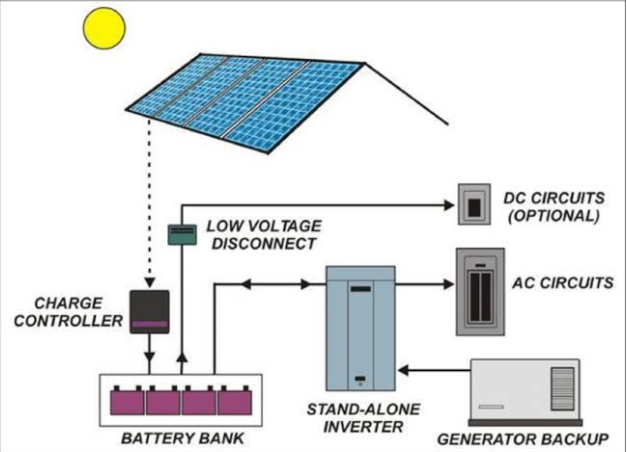 DC CIRCUITS
(OPTIONAL)
LOW VOLTAGE
DISCONNECT
AC CIRCUITS
CHARGE
CONTROLLER
STAND-ALONE
INVERTER
BATTERY BANK
GENERATOR BACKUP